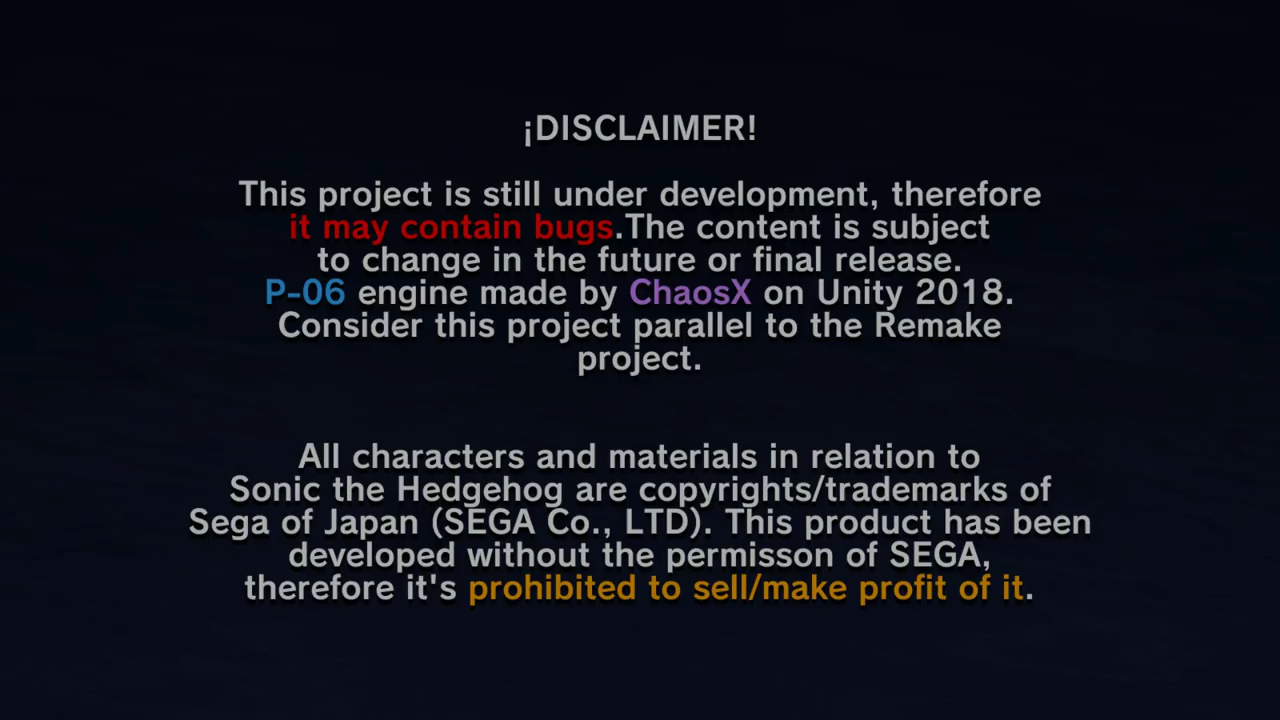 ¡DISCLAIMER!
This project is still under development, therefore
it may contain bugs.The content is subject
to change in the future or final release.
P-06 engine made by ChaosX on Unity 2018.
Consider this project parallel to the Remake
project.
All characters and materials in relation to
Sonic the Hedgehog are copyrights/trademarks of
Sega of Japan (SEGA Co., LTD). This product has been
developed without the permisson of SEGA,
therefore it's prohibited to sell/make profit of it.